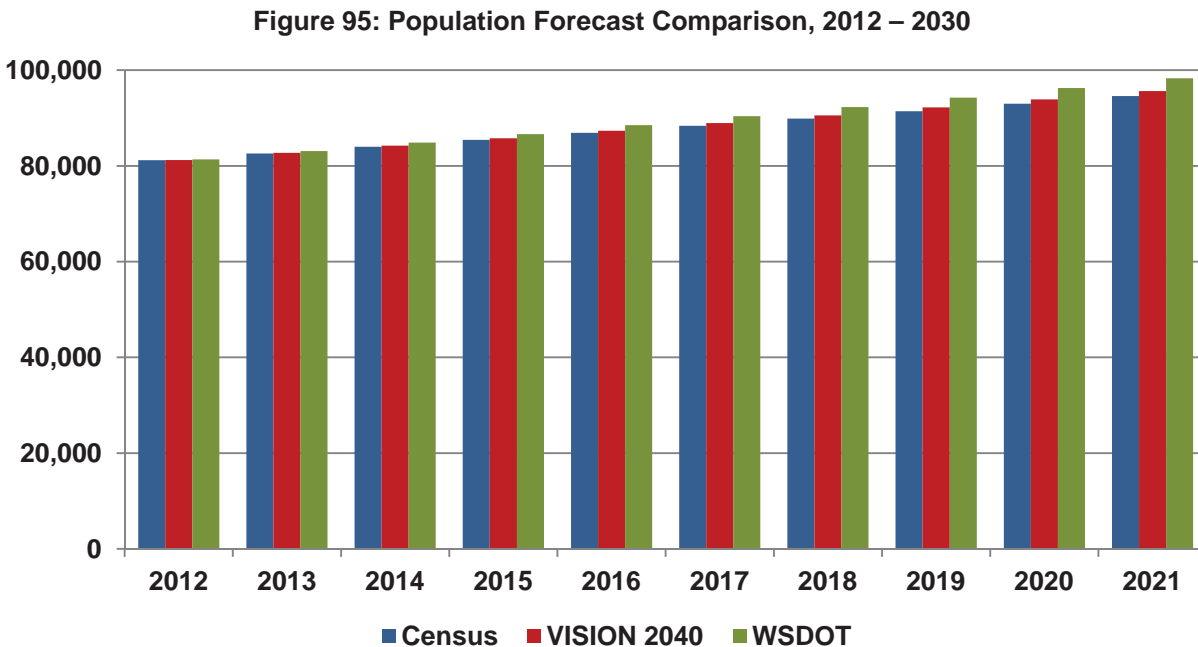 Figure 95: Population Forecast Comparison, 2012 – 2030
100,000
80,000
60,000
40,000
20,000
0
2012 2013 2014 2015 2016 2017 2018 2019 2020 2021
Census VISION 2040 WSDOT